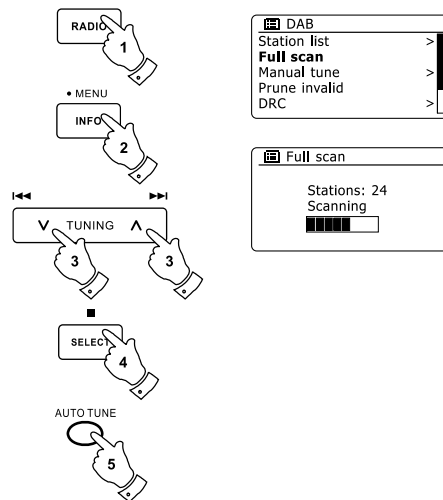 RADIO
1
• MENU
INFO
2
TUNING
3
3
SELECT
4
AUTO TUNE
5
DAB
Station list >
Full scan
Manual tune >
Prune invalid
DRC >
Full scan
Stations: 24
Scanning